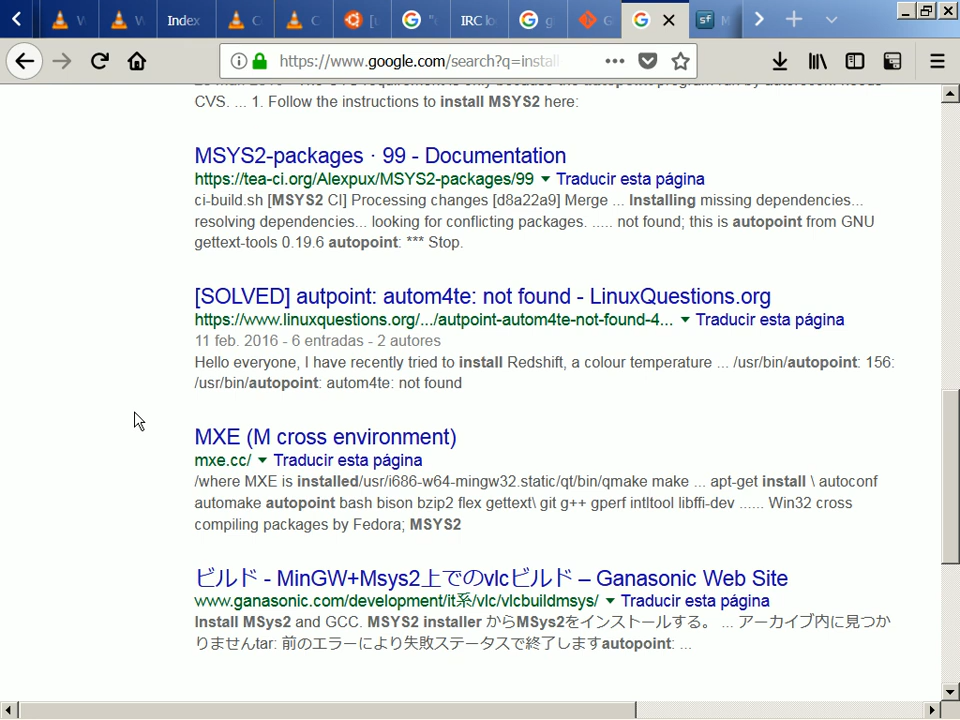 Index
IRC lo
https://www.google.com/search?q=instal
CVS. ... 1. Follow the instructions to install MSYS2 here:
MSYS2-packages · 99 - Documentation
https://tea-ci.org/Alexpux/MSYS2-packages/99 Traducir esta página
ci-build.sh [MSYS2 CI] Processing changes [d8a22a9] Merge ... Installing missing dependencies...
resolving dependencies... looking for conflicting packages. ..... not found; this is autopoint from GNU
gettext-tools 0.19.6 autopoint: *** Stop.
[SOLVED] autpoint: autom4te: not found - LinuxQuestions.org
https://www.linuxquestions.org/.../autpoint-autom4te-not-found-4... Traducir esta página
11 feb. 2016 - 6 entradas - 2 autores
Hello everyone, I have recently tried to install Redshift, a colour temperature ... /usr/bin/autopoint: 156:
/usr/bin/autopoint: autom4te: not found
MXE (M cross environment)
mxe.cc/ Traducir esta página
/where MXE is installed/usr/i686-w64-mingw32.static/qt/bin/qmake make ... apt-get install \ autoconf
automake autopoint bash bison bzip2 flex gettext\ git g++ gperf intltool libffi-dev ...... Win32 cross
compiling packages by Fedora; MSYS2
ビルド - MinGW+Msys2上でのvlcビルド – Ganasonic Web Site
www.ganasonic.com/development/it系/vlc/vlcbuildmsys/ Traducir esta página
Install MSys2 and GCC. MSYS2 installer からMSys2をインストールする。 ... アーカイブ内に見つか
りませんtar: 前のエラーにより失敗ステータスで終了しますautopoint: ...